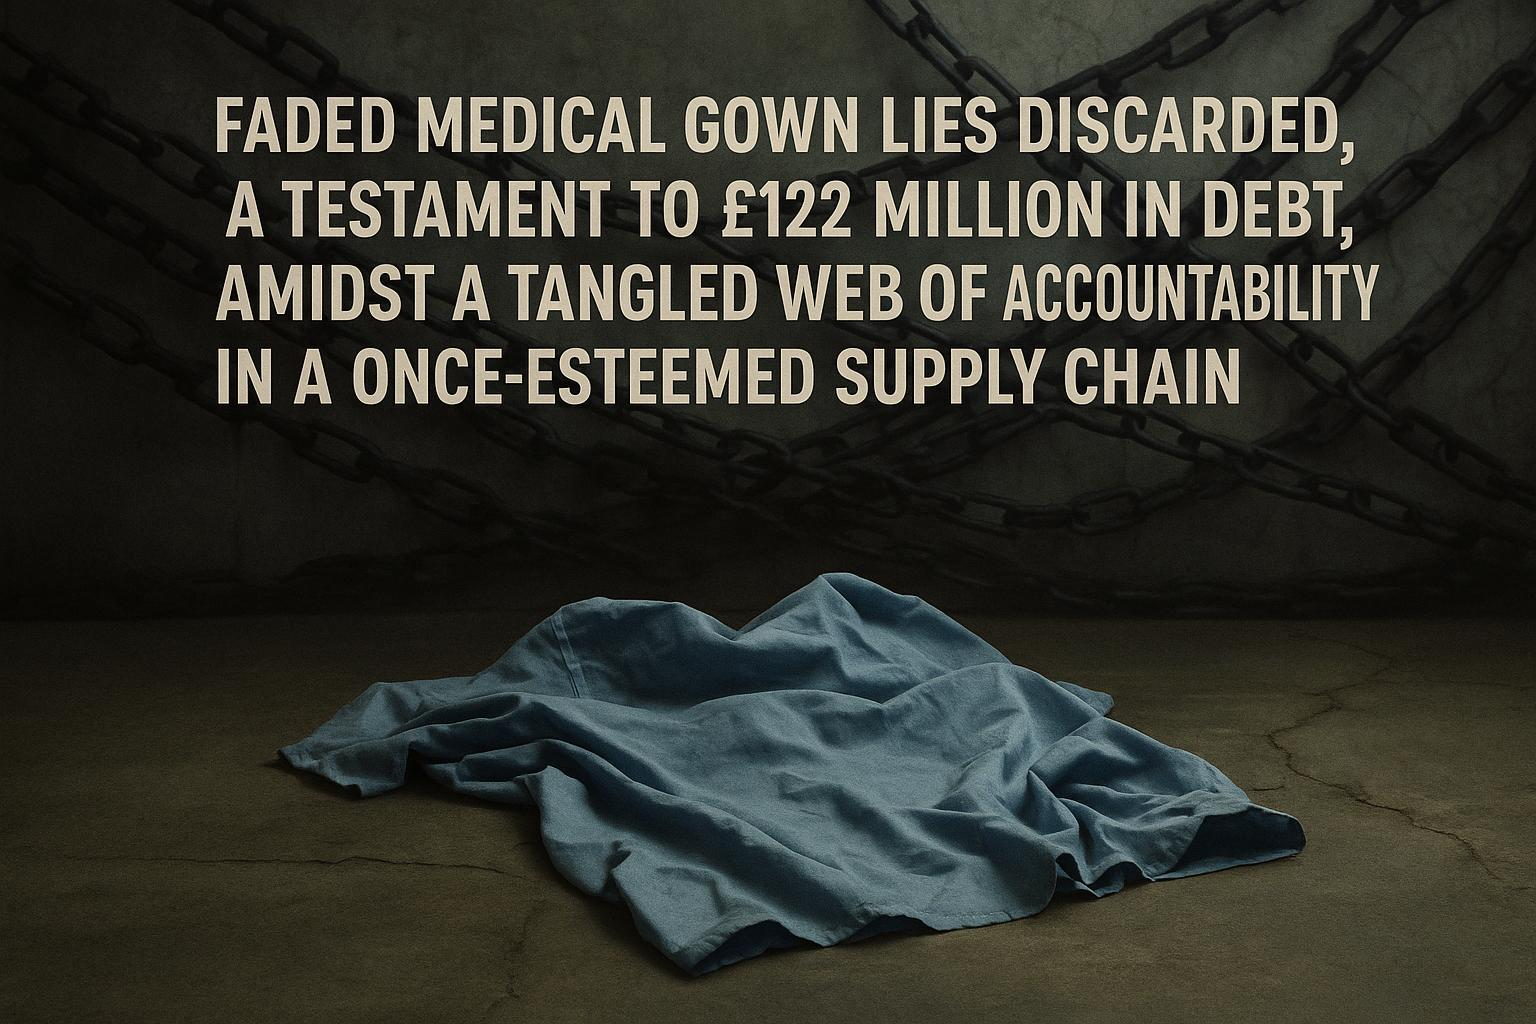 FADED MEDICAL GOWN LIES DISCARDED,
A TESTAMENT TO £122 MILLION IN DEBT,
AMIDST A TANGLED WEB OF ACCOUNTABILITY
IN A ONCE-ESTEEMED SUPPLY CHAIN